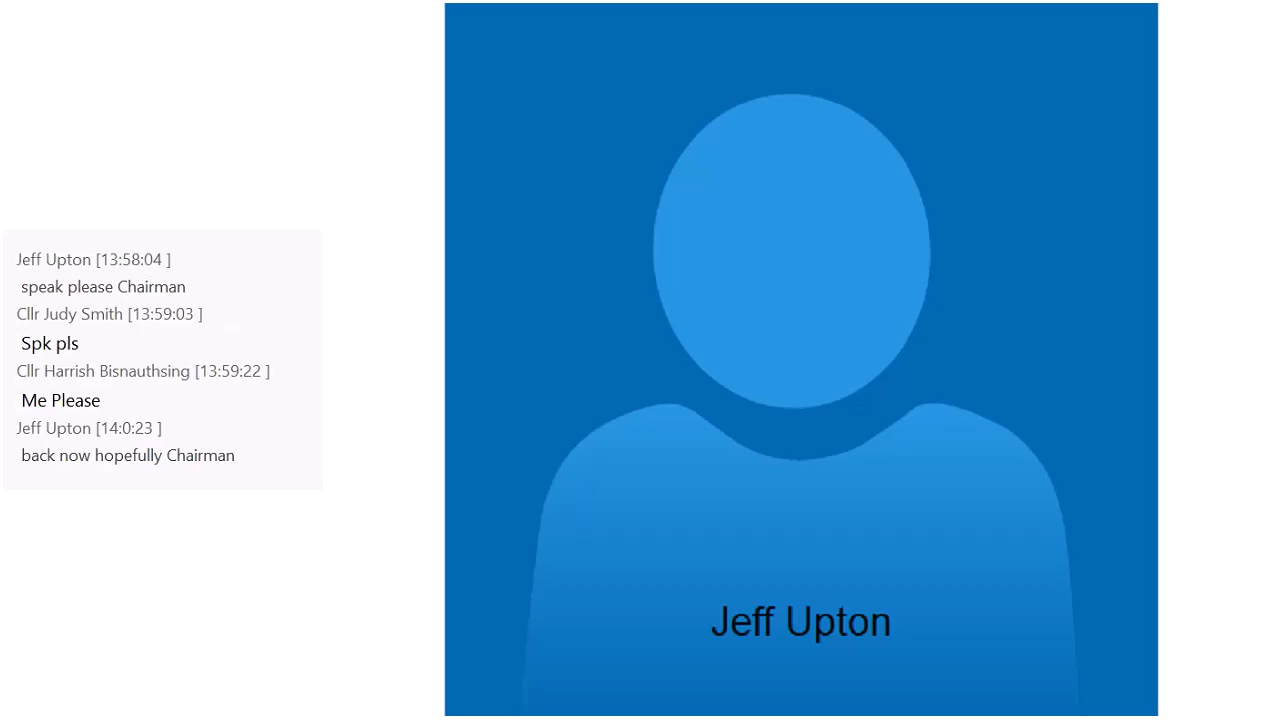 Jeff Upton [13:58:04 ]
speak please Chairman
Cllr Judy Smith [13:59:03 ]
Spk pls
Cllr Harrish Bisnauthsing [13:59:22 ]
Me Please
Jeff Upton [14:0:23 ]
back now hopefully Chairman
Jeff Upton